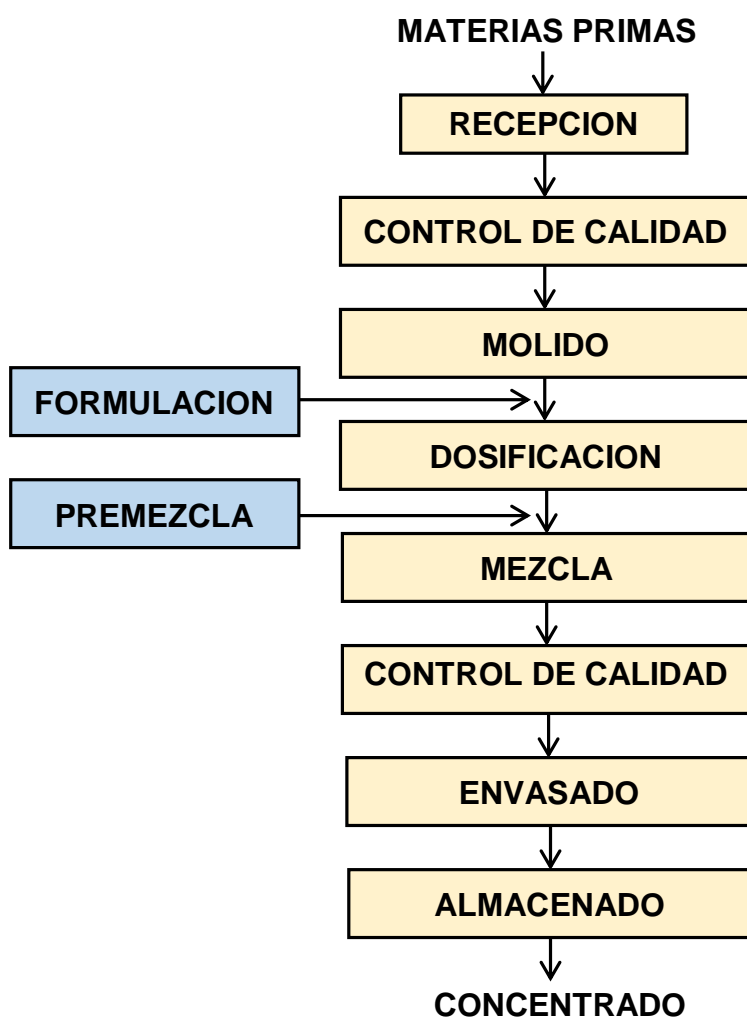 MATERIAS PRIMAS
RECEPCION
CONTROL DE CALIDAD
MOLIDO
FORMULACION
DOSIFICACION
PREMEZCLA
MEZCLA
CONTROL DE CALIDAD
ENVASADO
ALMACENADO
CONCENTRADO